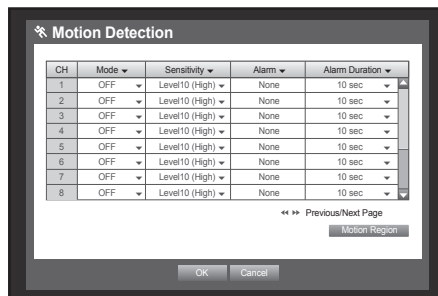 Motion Detection
CH Mode Sensitivity Alarm Alarm Duration
1 OFF Level10 (High) None 10 sec
2 OFF Level10 (High) None 10 sec
3 OFF Level10 (High) None 10 sec
4 OFF Level10 (High) None 10 sec
5 OFF Level10 (High) None 10 sec
6 OFF Level10 (High) None 10 sec
7 OFF Level10 (High) None 10 sec
8 OFF Level10 (High) None 10 sec
Previous/Next Page
Motion Region
OK Cancel